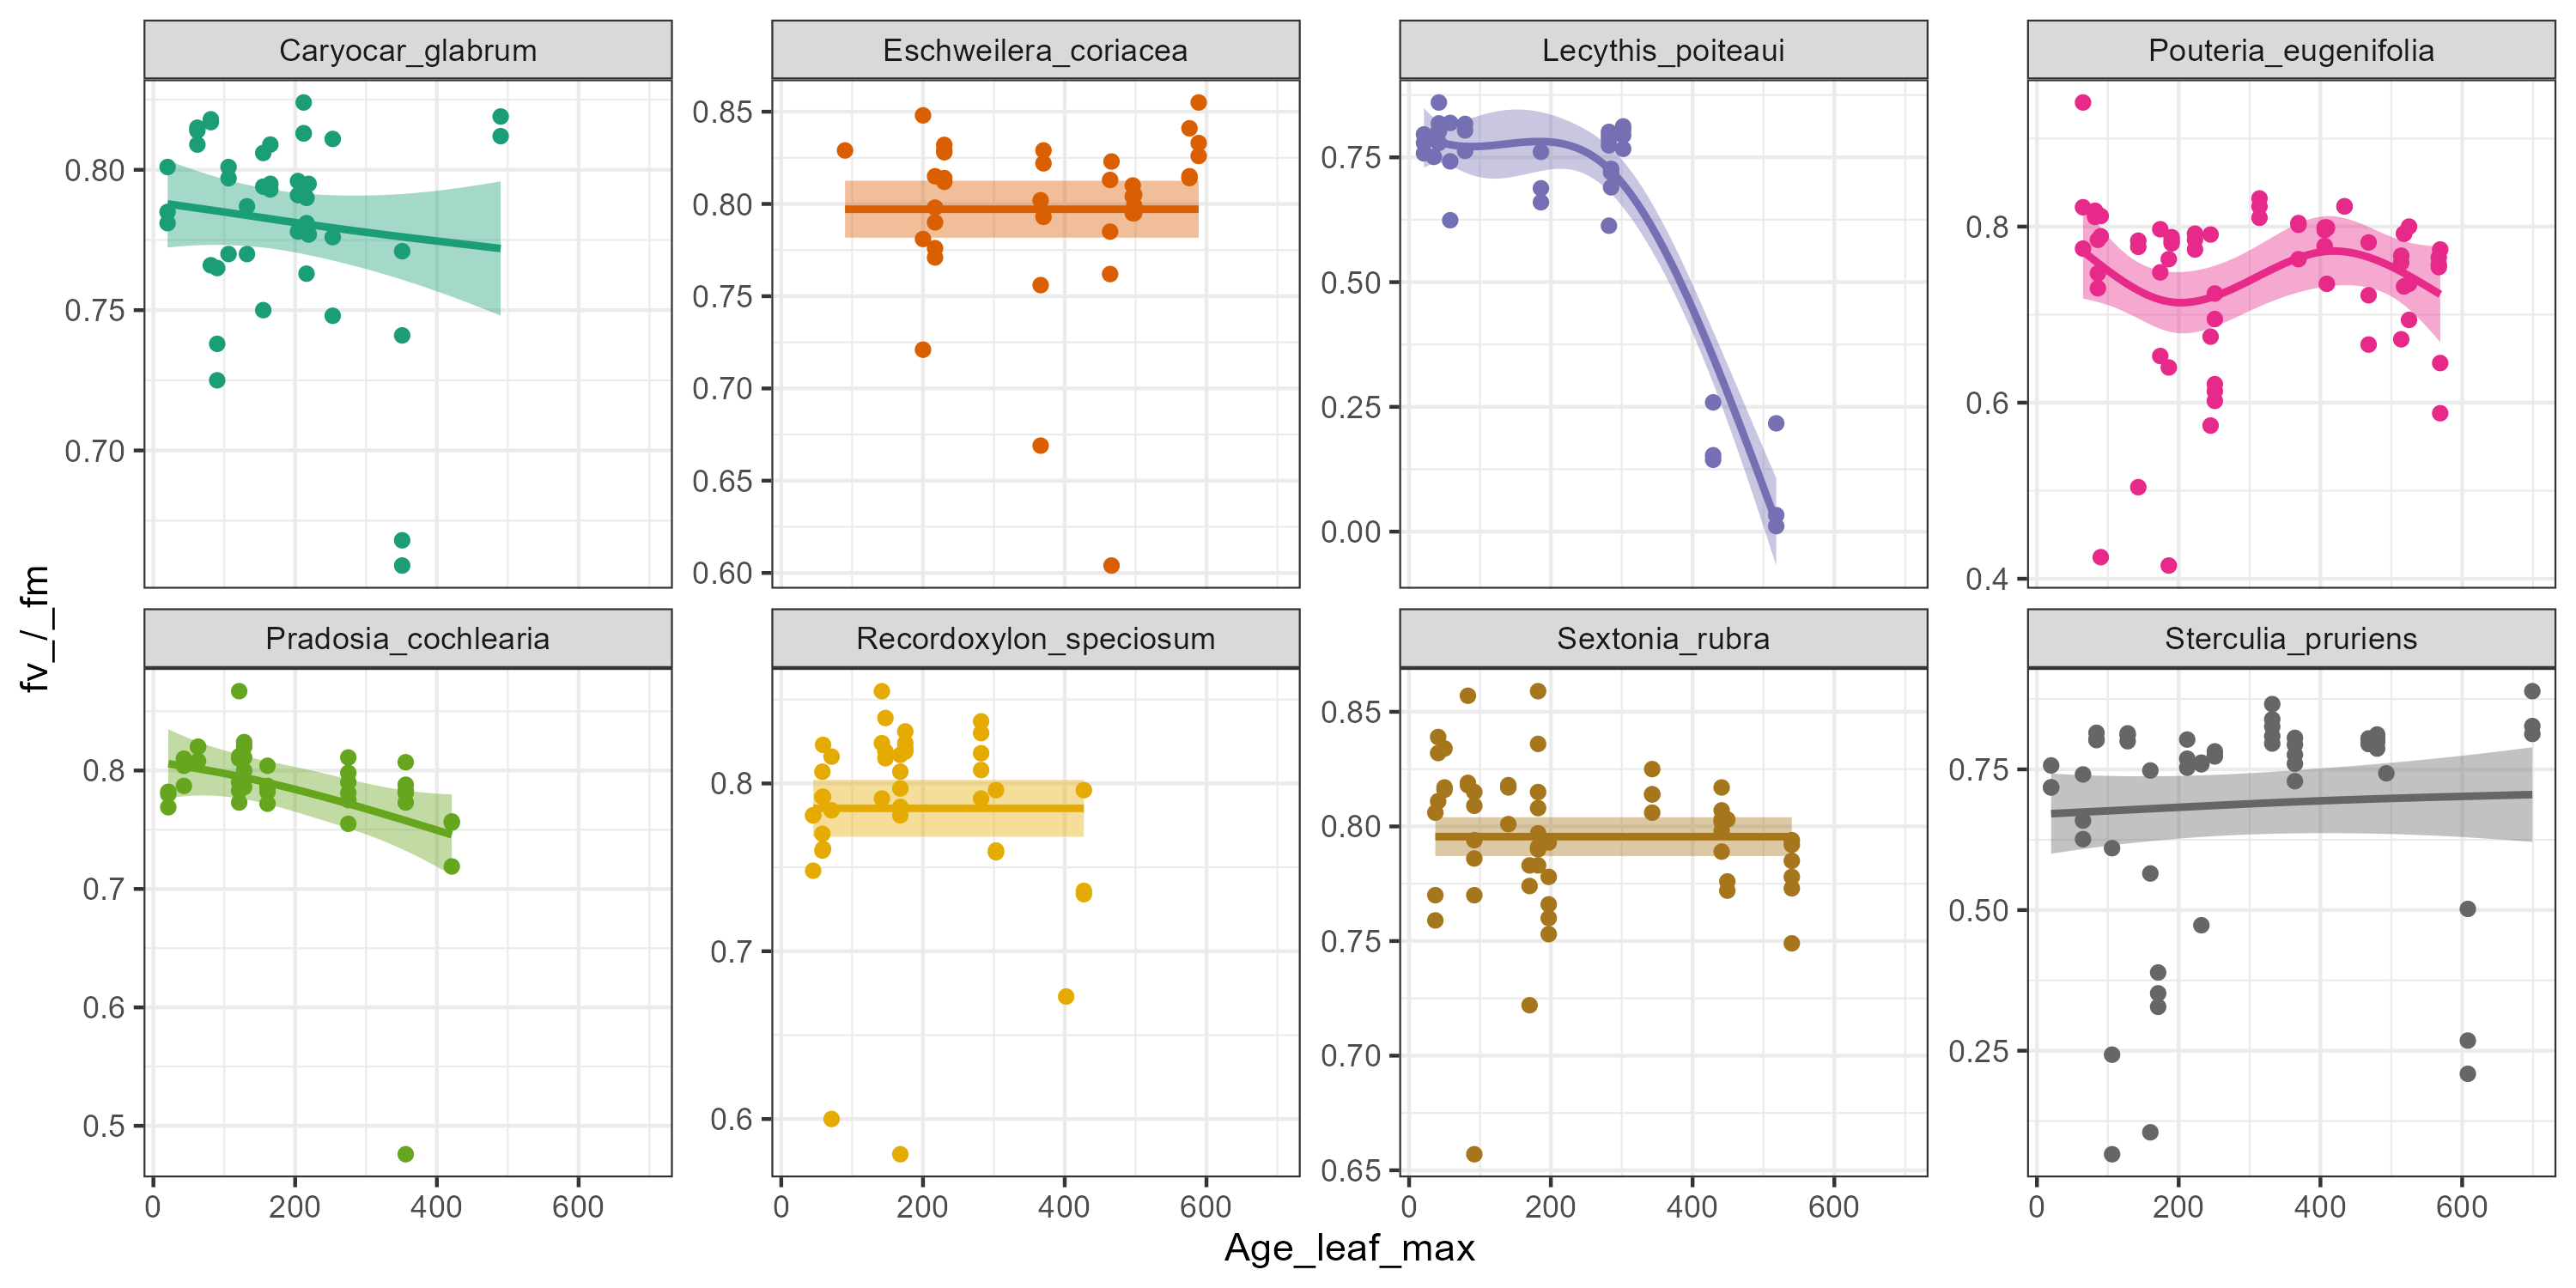 Caryocar_glabrum Eschweilera_coriacea Lecythis_poiteaui Pouteria_eugenifolia
0.80 0.85 0.75 0.8
0.75 0.80 0.50 0.6
0.70 0.75 0.25 0.4
0.70 0.00
0.65
0.60
fv_/_fm
Pradosia_cochlearia Recordoxylon_speciosum Sextonia_rubra Sterculia_pruriens
0.8 0.8 0.85 0.75
0.7 0.7 0.80 0.50
0.6 0.6 0.75 0.25
0.5 0.70
0.65
0 200 400 600 0 200 400 600 0 200 400 600 0 200 400 600
Age_leaf_max